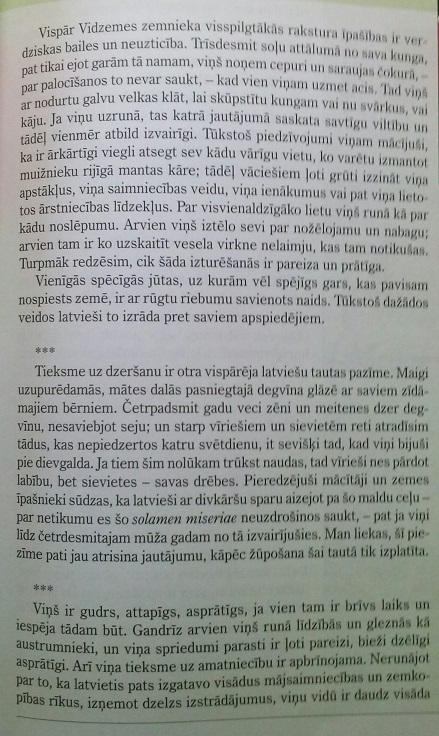 Vispār Vidzemes zemnieka visspilgtākās rakstura īpašības ir ver-
dziskas bailes un neuzticība. Trīsdesmit soļu attālumā no sava kunga,
pat tikai ejot garām tā namam, viņš noņem cepuri un saraujas čokurā, –
par palocīšanos to nevar saukt, – kad vien viņam uzmet acis. Tad viņš
ar nodurtu galvu velkas klāt, lai skūpstītu kungam vai nu svārkus, vai
kāju. Ja viņu uzrunā, tas katrā jautājumā saskata savtīgu viltību un
tādēļ vienmēr atbild izvairīgi. Tūkstoš piedzīvojumi viņam mācījuši,
ka ir ārkārtīgi viegli atsegt sev kādu vārīgu vietu, ko varētu izmantot
muižnieku rijīgā mantas kāre; tādēļ vāciešiem ļoti grūti izzināt viņa
apstākļus, viņa saimniecības veidu, viņa ienākumus vai pat viņa lieto-
tos ārstniecības līdzekļus. Par visvienaldzīgāko lietu viņš runā kā par
kādu noslēpumu. Arvien viņš iztēlo sevi par nožēlojamu un nabagu;
arvien tam ir ko uzskaitīt vesela virkne nelaimju, kas tam notikušas.
Turpmāk redzēsim, cik šāda izturēšanās ir pareiza un prātīga.
Vienīgās spēcīgās jūtas, uz kurām vēl spējīgs gars, kas pavisam
nospiests zemē, ir ar rūgtu riebumu savienots naids. Tūkstoš dažādos
veidos latvieši to izrāda pret saviem apspiedējiem.
***
Tieksme uz dzeršanu ir otra vispārēja latviešu tautas pazīme. Maigi
uzupurēdamās, mātes dalās pasniegtajā degvīna glāzē ar saviem zīdā-
majiem bērniem. Četrpadsmit gadu veci zēni un meitenes dzer deg-
vīnu, nesaviebjot seju; un starp vīriešiem un sievietēm reti atradīsim
tādus, kas nepiedzertos katru svētdienu, it sevišķi tad, kad viņi bijuši
pie dievgalda. Ja tiem šim nolūkam trūkst naudas, tad vīrieši nes pārdot
labību, bet sievietes – savas drēbes. Pieredzējuši mācītāji un zemes
īpašnieki sūdzas, ka latvieši ar divkāršu sparu aizejot pa šo maldu ceļu –
par netikumu es šo solamen miseriae neuzdrošinos saukt, – pat ja viņi
līdz četrdesmitajam mūža gadam no tā izvairījušies. Man liekas, šī pie-
zīme pati jau atrisina jautājumu, kāpēc žūpošana šai tautā tik izplatīta.
***
Viņš ir gudrs, attapīgs, asprātīgs, ja vien tam ir brīvs laiks un
iespēja tādam būt. Gandrīz arvien viņš runā līdzībās un gleznās kā
austrumnieki, un viņa spriedumi parasti ir ļoti pareizi, bieži dzēlīgi
asprātīgi. Arī viņa tieksme uz amatniecību ir apbrīnojama. Nerunājot
par to, ka latvietis pats izgatavo visādus mājsaimniecības un zemko-
pības rīkus, izņemot dzelzs izstrādājumus, viņu vidū ir daudz visāda